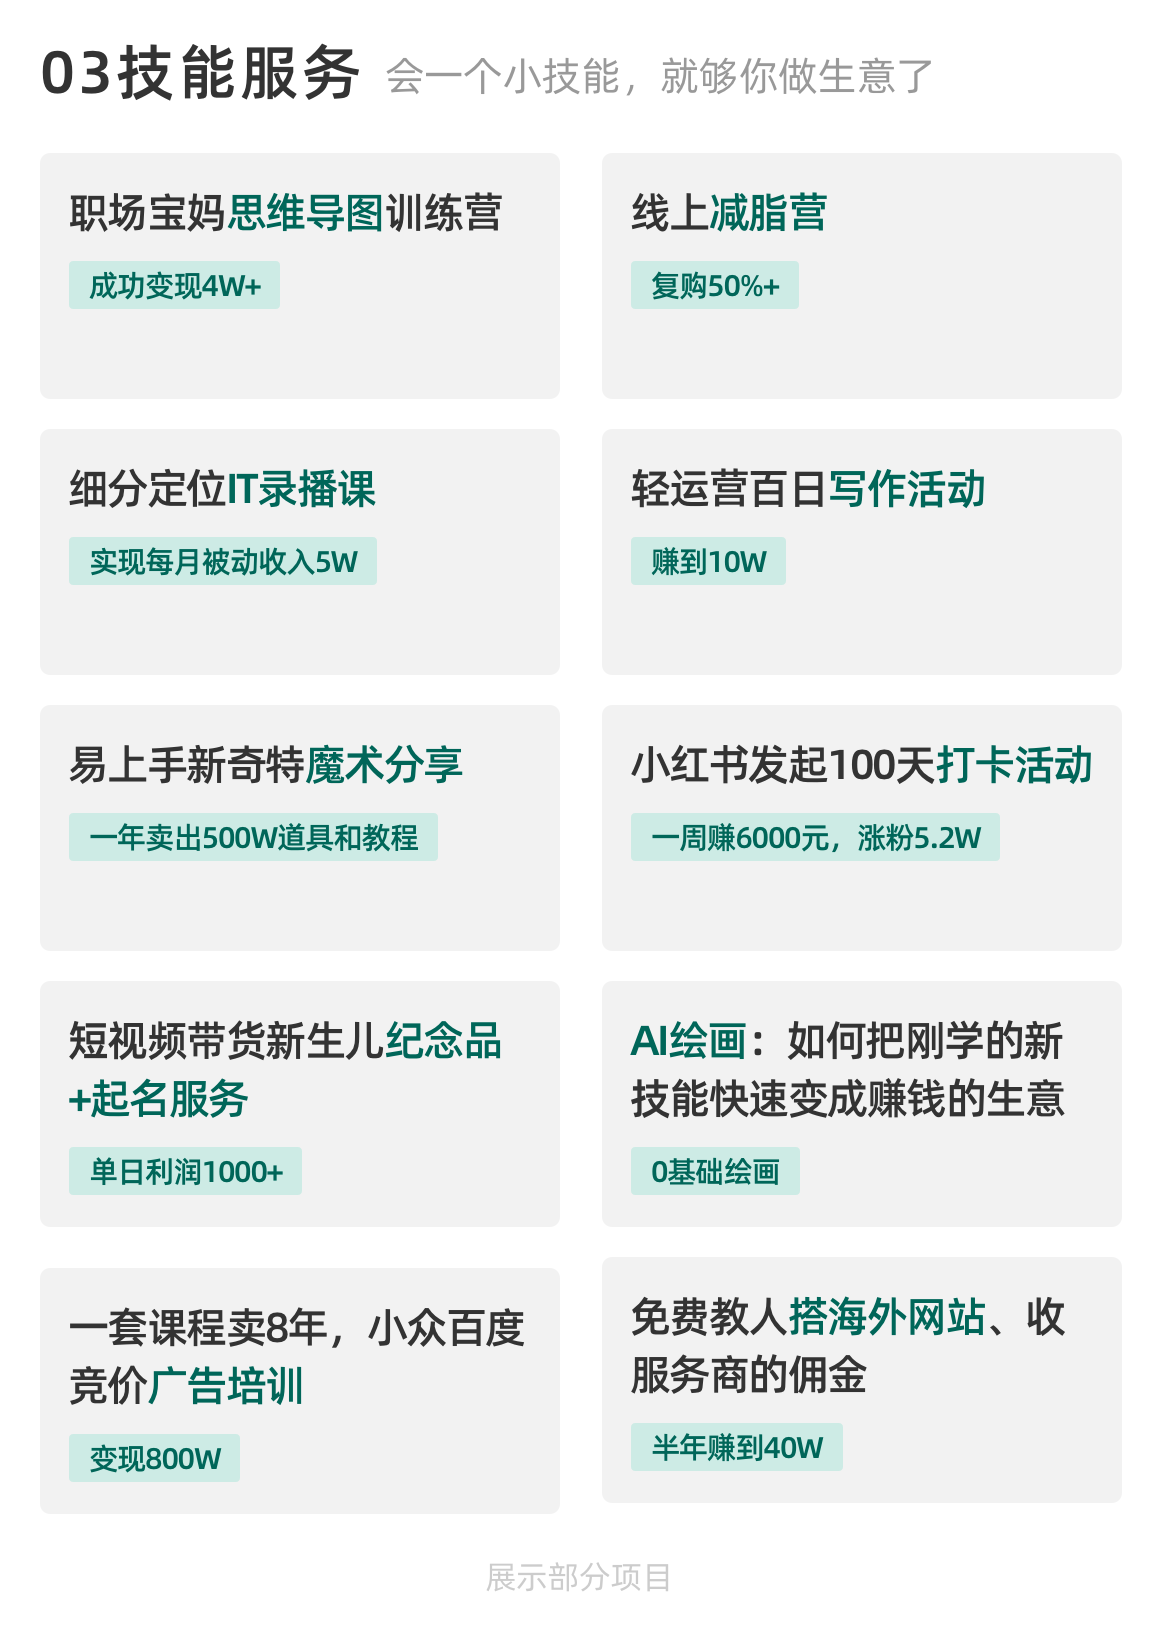 03技能服务 会一个小技能，就够你做生意了
职场宝妈思维导图训练营
成功变现4W+
线上减脂营
复购50%+
细分定位IT录播课
实现每月被动收入5W
轻运营百日写作活动
赚到10W
易上手新奇特魔术分享
一年卖出500W道具和教程
小红书发起100天打卡活动
一周赚6000元，涨粉5.2W
短视频带货新生儿纪念品
+起名服务
单日利润1000+
AI绘画：如何把刚学的新
技能快速变成赚钱的生意
0基础绘画
一套课程卖8年，小众百度
竞价广告培训
变现800W
免费教人搭海外网站、收
服务商的佣金
半年赚到40W
展示部分项目